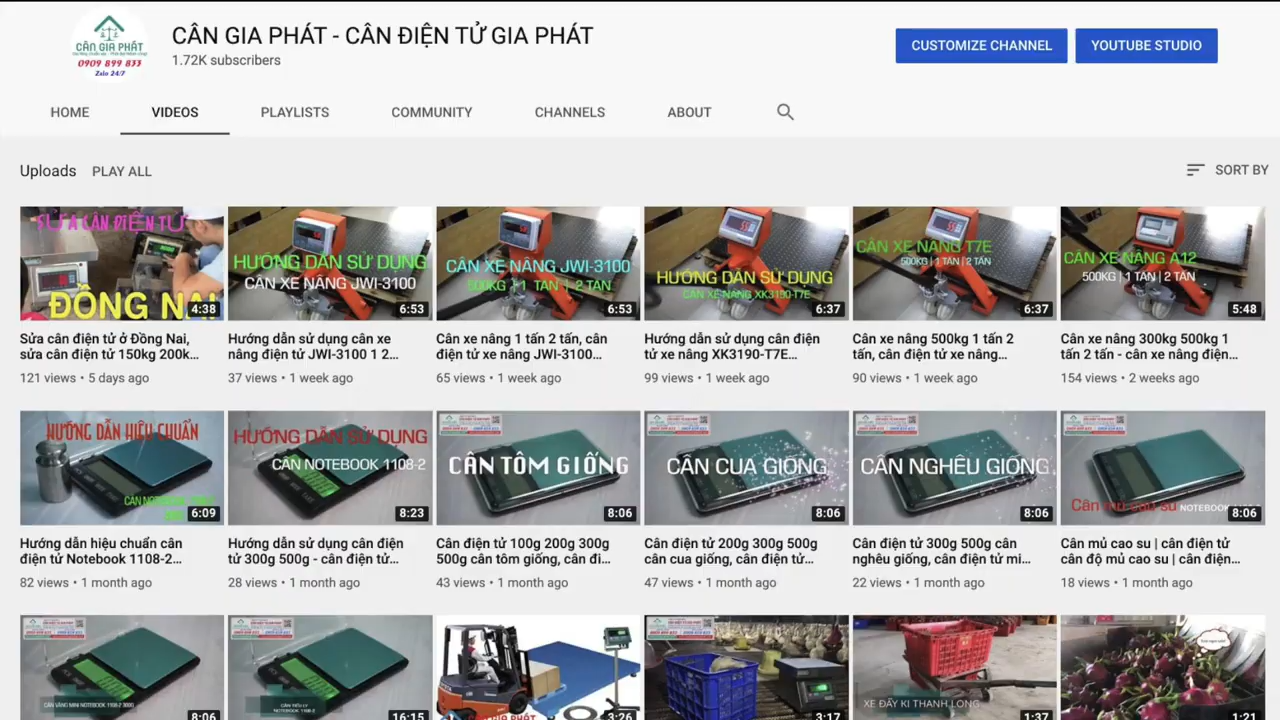 CÂN GIA PHÁT
0909 899 833
Zalo 24/7
CÂN GIA PHÁT - CÂN ĐIỆN TỬ GIA PHÁT
1.72K subscribers
CUSTOMIZE CHANNEL
YOUTUBE STUDIO
HOME VIDEOS PLAYLISTS COMMUNITY CHANNELS ABOUT
Uploads PLAY ALL
SORT BY
SỬA CÂN ĐIỆN TỬ
ĐỒNG NAI
4:38
HƯỚNG DẪN SỬ DỤNG
CÂN XE NÂNG JWI-3100
6:53
CÂN XE NÂNG JWI-3100
500KG | 1 TẤN | 2 TẤN
6:53
HƯỚNG DẪN SỬ DỤNG
CÂN XE NÂNG XK3190-T7E
6:37
CÂN XE NÂNG T7E
500KG | 1 TẤN | 2 TẤN
6:37
CÂN XE NÂNG A12
500KG | 1 TẤN | 2 TẤN
5:48
Sửa cân điện tử ở Đồng Nai,
sửa cân điện tử 150kg 200k...
121 views • 5 days ago
Hướng dẫn sử dụng cân xe
nâng điện tử JWI-3100 1 2...
37 views • 1 week ago
Cân xe nâng 1 tấn 2 tấn, cân
điện tử xe nâng JWI-3100...
65 views • 1 week ago
Hướng dẫn sử dụng cân điện
tử xe nâng XK3190-T7E...
99 views • 1 week ago
Cân xe nâng 500kg 1 tấn 2
tấn, cân điện tử xe nâng...
90 views • 1 week ago
Cân xe nâng 300kg 500kg 1
tấn 2 tấn - cân xe nâng điện...
154 views • 2 weeks ago
HƯỚNG DẪN HIỆU CHUẨN
6:09
HƯỚNG DẪN SỬ DỤNG
CÂN NOTEBOOK 1108-2
8:23
CÂN TÔM GIỐNG
8:06
CÂN CUA GIỐNG
8:06
CÂN NGHÊU GIỐNG
8:06
Cân mủ cao su NOTEBOOK
8:06
Hướng dẫn hiệu chuẩn cân
điện tử Notebook 1108-2...
82 views • 1 month ago
Hướng dẫn sử dụng cân điện
tử 300g 500g - cân điện tử...
28 views • 1 month ago
Cân điện tử 100g 200g 300g
500g cân tôm giống, cân đi...
43 views • 1 month ago
Cân điện tử 200g 300g 500g
cân cua giống, cân điện tử...
47 views • 1 month ago
Cân điện tử 300g 500g cân
nghêu giống, cân điện tử mi...
22 views • 1 month ago
Cân mủ cao su | cân điện tử
cân độ mủ cao su | cân điện...
18 views • 1 month ago
CÂN VÀNG MINI NOTEBOOK 1108-2 3000G
8:06
CÂN TIỂU LY
NOTEBOOK 1108-2
16:15
GIA PHÁT
3:26
3:17
XE ĐẨY KI THANH LONG
1:37
1:21